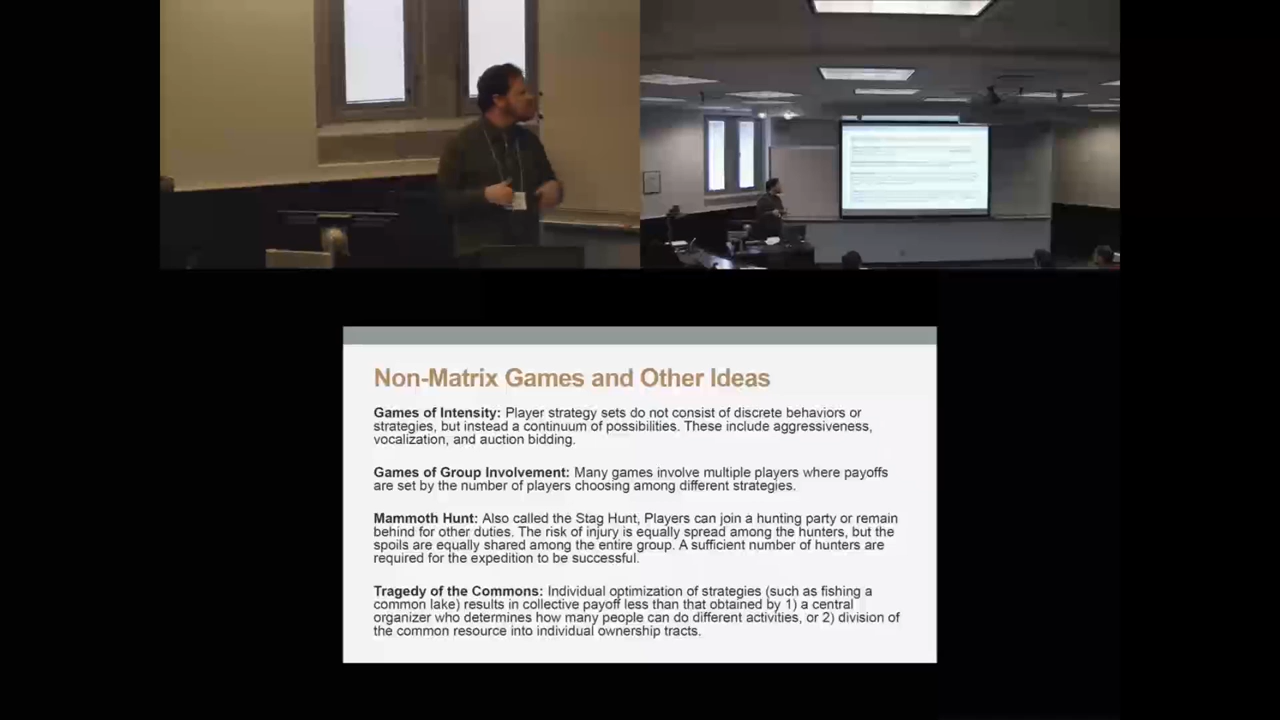 Non-Matrix Games and Other Ideas
Games of Intensity: Player strategy sets do not consist of discrete behaviors or
strategies, but instead a continuum of possibilities. These include aggressiveness,
vocalization, and auction bidding.
Games of Group Involvement: Many games involve multiple players where payoffs
are set by the number of players choosing among different strategies.
Mammoth Hunt: Also called the Stag Hunt, Players can join a hunting party or remain
behind for other duties. The risk of injury is equally spread among the hunters, but the
spoils are equally shared among the entire group. A sufficient number of hunters are
required for the expedition to be successful.
Tragedy of the Commons: Individual optimization of strategies (such as fishing a
common lake) results in collective payoff less than that obtained by 1) a central
organizer who determines how many people can do different activities, or 2) division of
the common resource into individual ownership tracts.